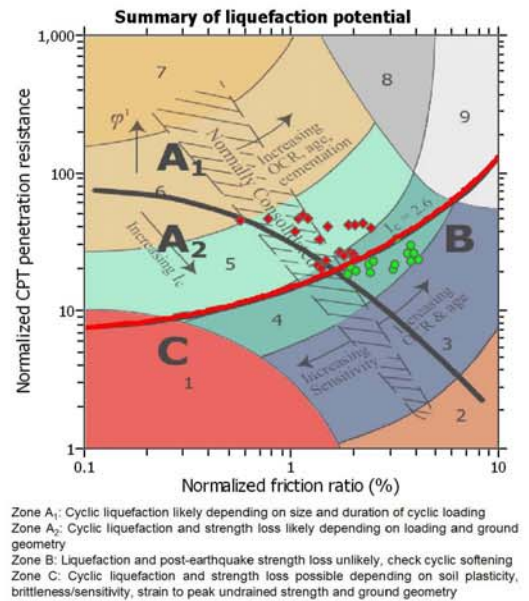 Summary of liquefaction potential
1,000
7
8
9
φ'
A1
Increasing
OCR, age,
cementation
Normally Consolidated
100
6
A2
Increasing Ic
5
Ic = 2.6
B
10
4
Increasing
OCR & age
C
1
Increasing
Sensitivity
3
2
1
0.1
1
10
Normalized CPT penetration resistance
Normalized friction ratio (%)
Zone A1: Cyclic liquefaction likely depending on size and duration of cyclic loading
Zone A2: Cyclic liquefaction and strength loss likely depending on loading and ground
geometry
Zone B: Liquefaction and post-earthquake strength loss unlikely, check cyclic softening
Zone C: Cyclic liquefaction and strength loss possible depending on soil plasticity,
brittleness/sensitivity, strain to peak undrained strength and ground geometry